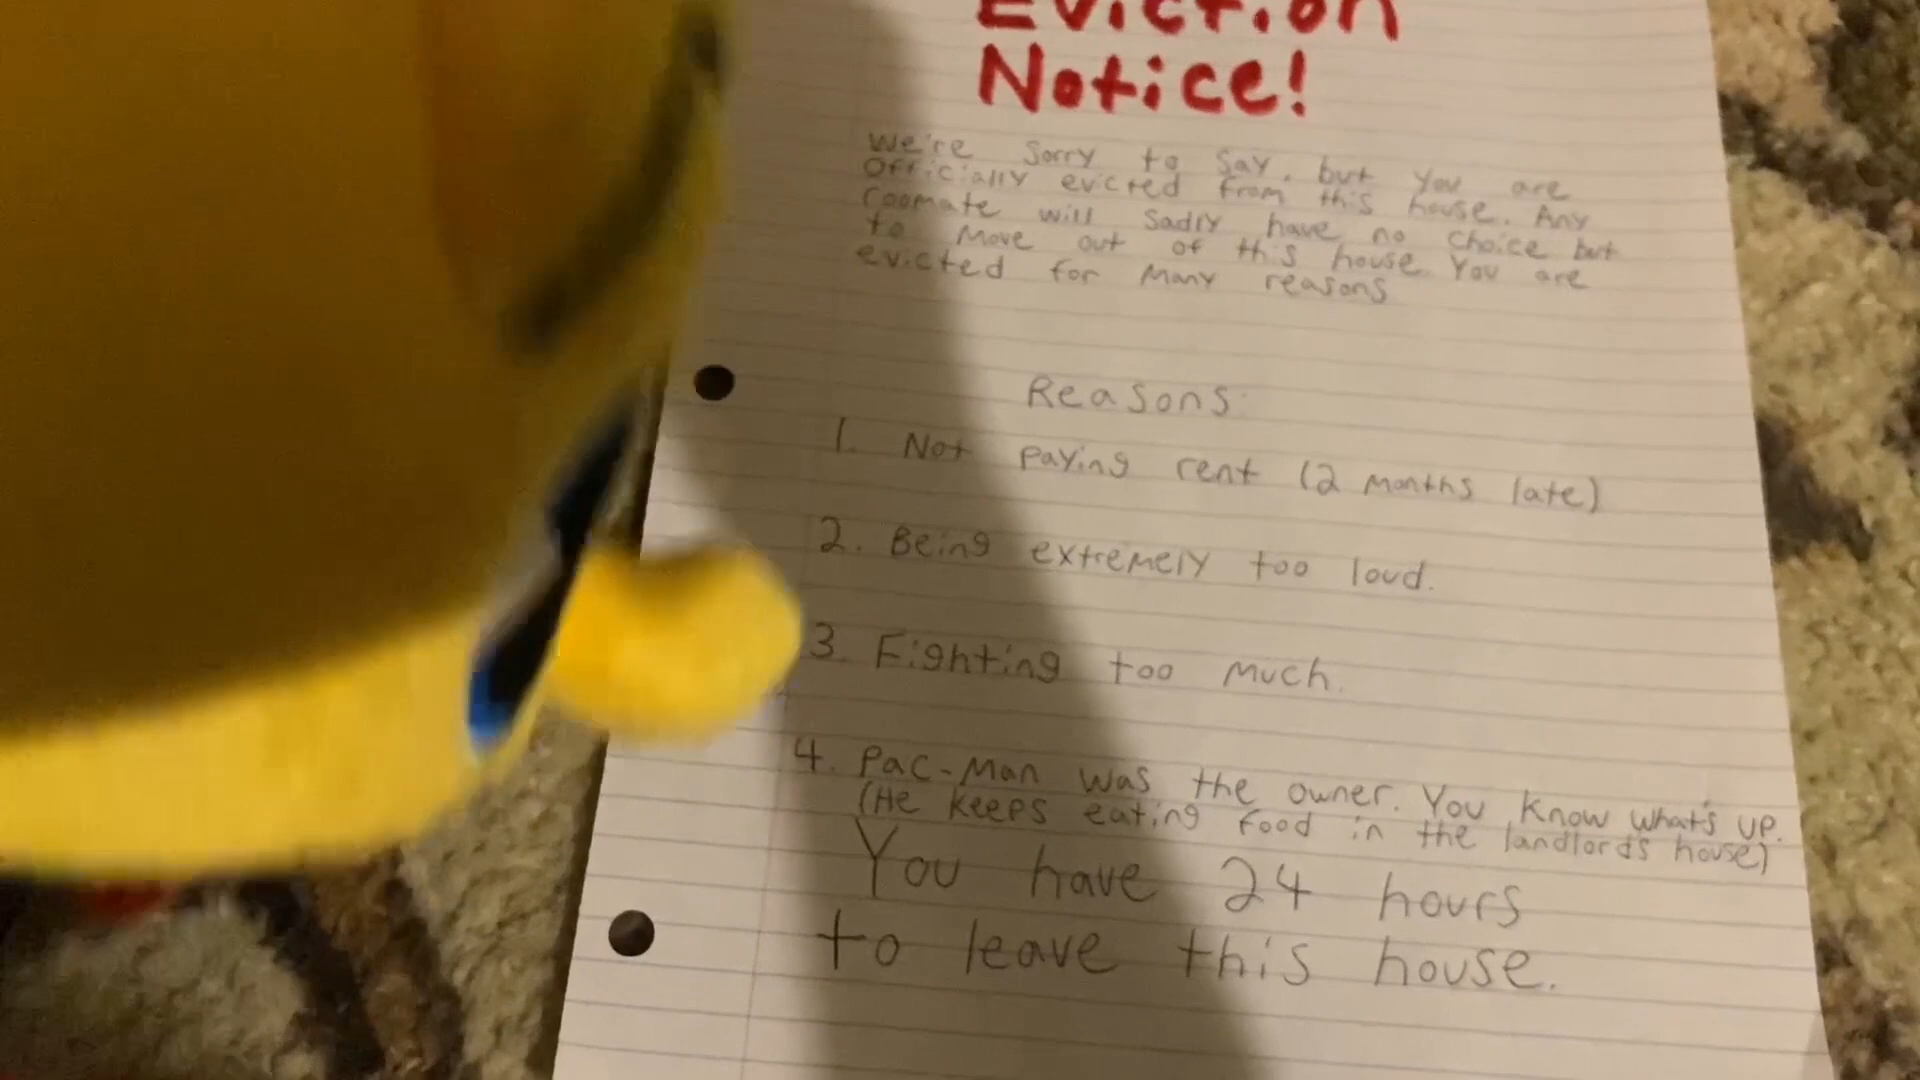 Eviction
Notice!
We're sorry to say, but you are
officially evicted from this house. Any
roomate will sadly have no choice but
to move out of this house. You are
evicted for many reasons
Reasons:
1. Not paying rent (2 months late)
2. Being extremely too loud.
3. Fighting too much.
4. Pac-Man was the owner. You know what's up.
(He keeps eating food in the landlords house)
You have 24 hours
to leave this house.